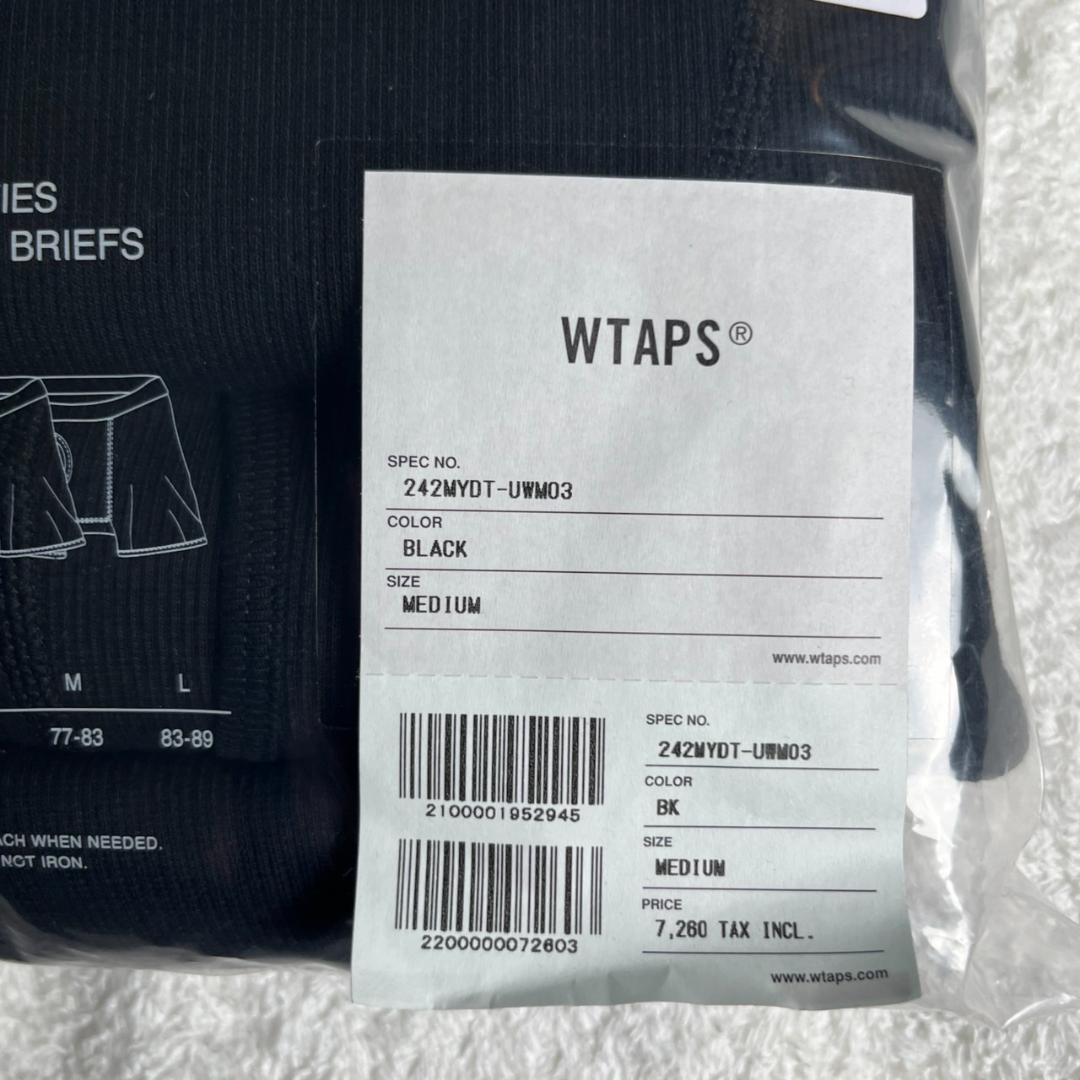 IES
BRIEFS
M L
77-83 83-89
ACH WHEN NEEDED.
NOT IRON.
WTAPS®
SPEC NO.
242MYDT-UWM03
COLOR
BLACK
SIZE
MEDIUM
www.wtaps.com
2100001952945
2200000072603
SPEC NO.
242MYDT-UWM03
COLOR
BK
SIZE
MEDIUM
PRICE
7,260 TAX INCL.
www.wtaps.com